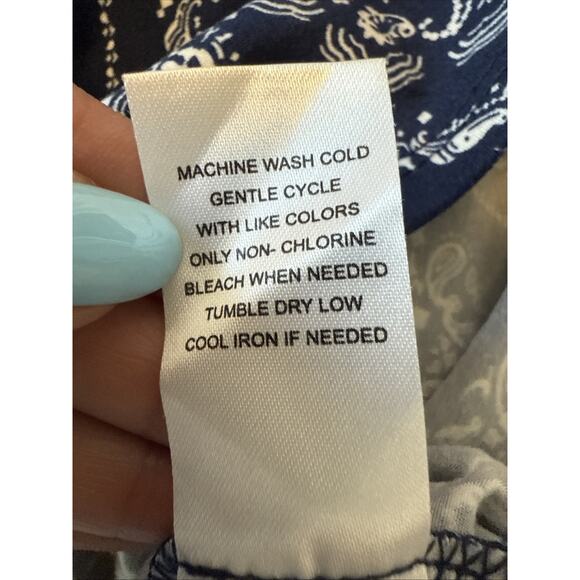 MACHINE WASH COLD
GENTLE CYCLE
WITH LIKE COLORS
ONLY NON- CHLORINE
BLEACH WHEN NEEDED
TUMBLE DRY LOW
COOL IRON IF NEEDED